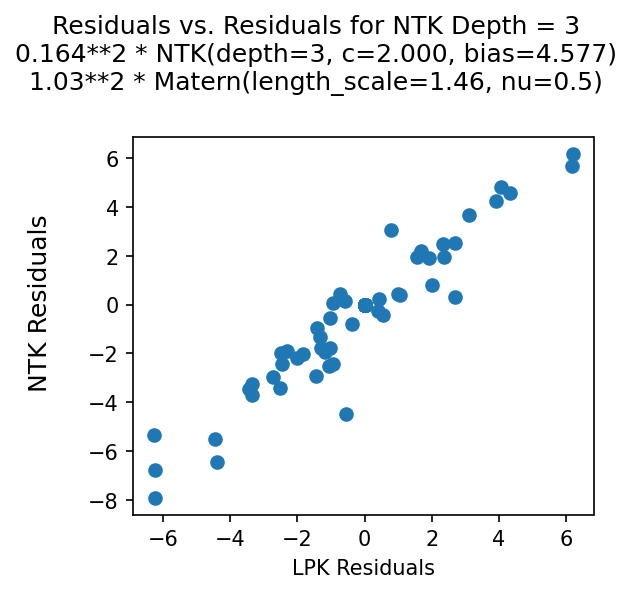 Residuals vs. Residuals for NTK Depth = 3
0.164**2 * NTK(depth=3, c=2.000, bias=4.577)
1.03**2 * Matern(length_scale=1.46, nu=0.5)
6
4
2
0
−2
−4
−6
−8
NTK Residuals
−6 −4 −2 0 2 4 6
LPK Residuals